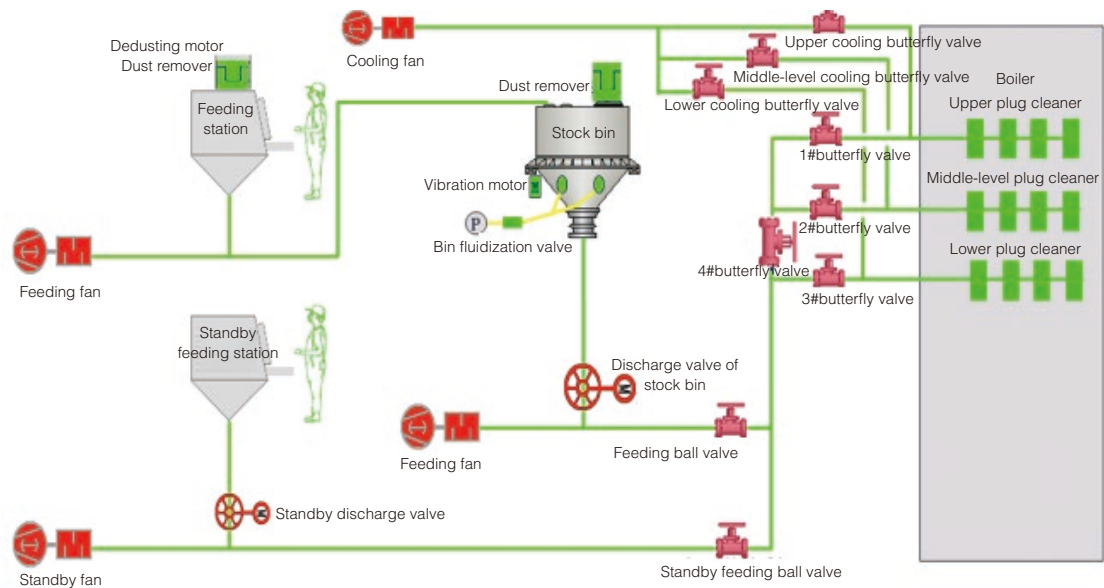 Dedusting motor
Dust remover
Feeding
station
Feeding fan
Cooling fan
Dust remover
Stock bin
Vibration motor
P
Bin fluidization valve
Upper cooling butterfly valve
Middle-level cooling butterfly valve
Lower cooling butterfly valve
1#butterfly valve
2#butterfly valve
4#butterfly valve
3#butterfly valve
Boiler
Upper plug cleaner
Middle-level plug cleaner
Lower plug cleaner
Standby
feeding station
Discharge valve of
stock bin
M
Feeding fan
Feeding ball valve
Standby discharge valve
M
Standby fan
Standby feeding ball valve